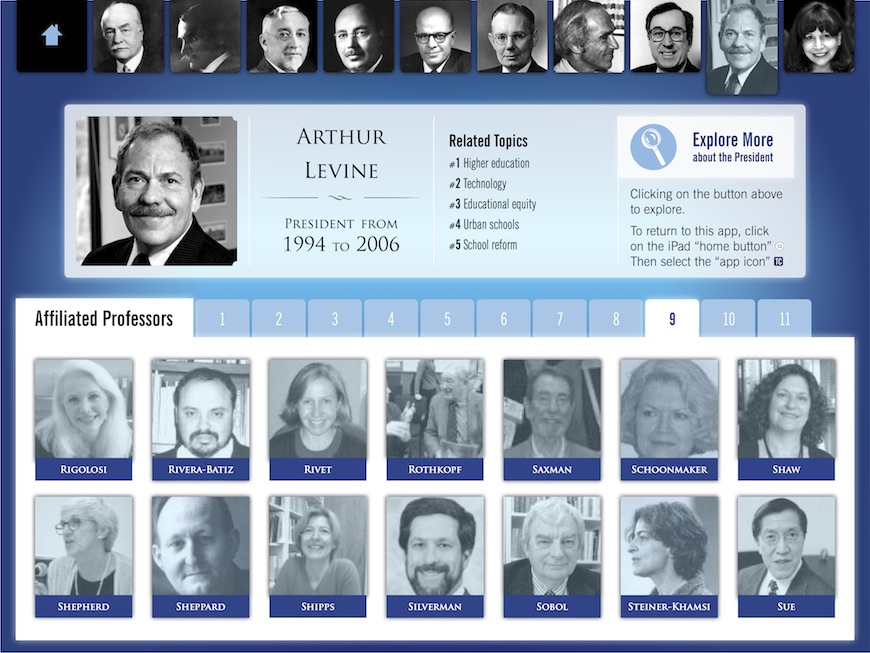 ARTHUR
LEVINE
PRESIDENT FROM
1994 TO 2006
Related Topics
#1 Higher education
#2 Technology
#3 Educational equity
#4 Urban schools
#5 School reform
Explore More
about the President
Clicking on the button above
to explore.
To return to this app, click
on the iPad "home button"
Then select the "app icon" TC
Affiliated Professors 1 2 3 4 5 6 7 8 9 10 11
RIGOLOSI RIVERA-BATIZ RIVET ROTHKOPF SAXMAN SCHOONMAKER SHAW
SHEPHERD SHEPPARD SHIPPS SILVERMAN SOBOL STEINER-KHAMSI SUE